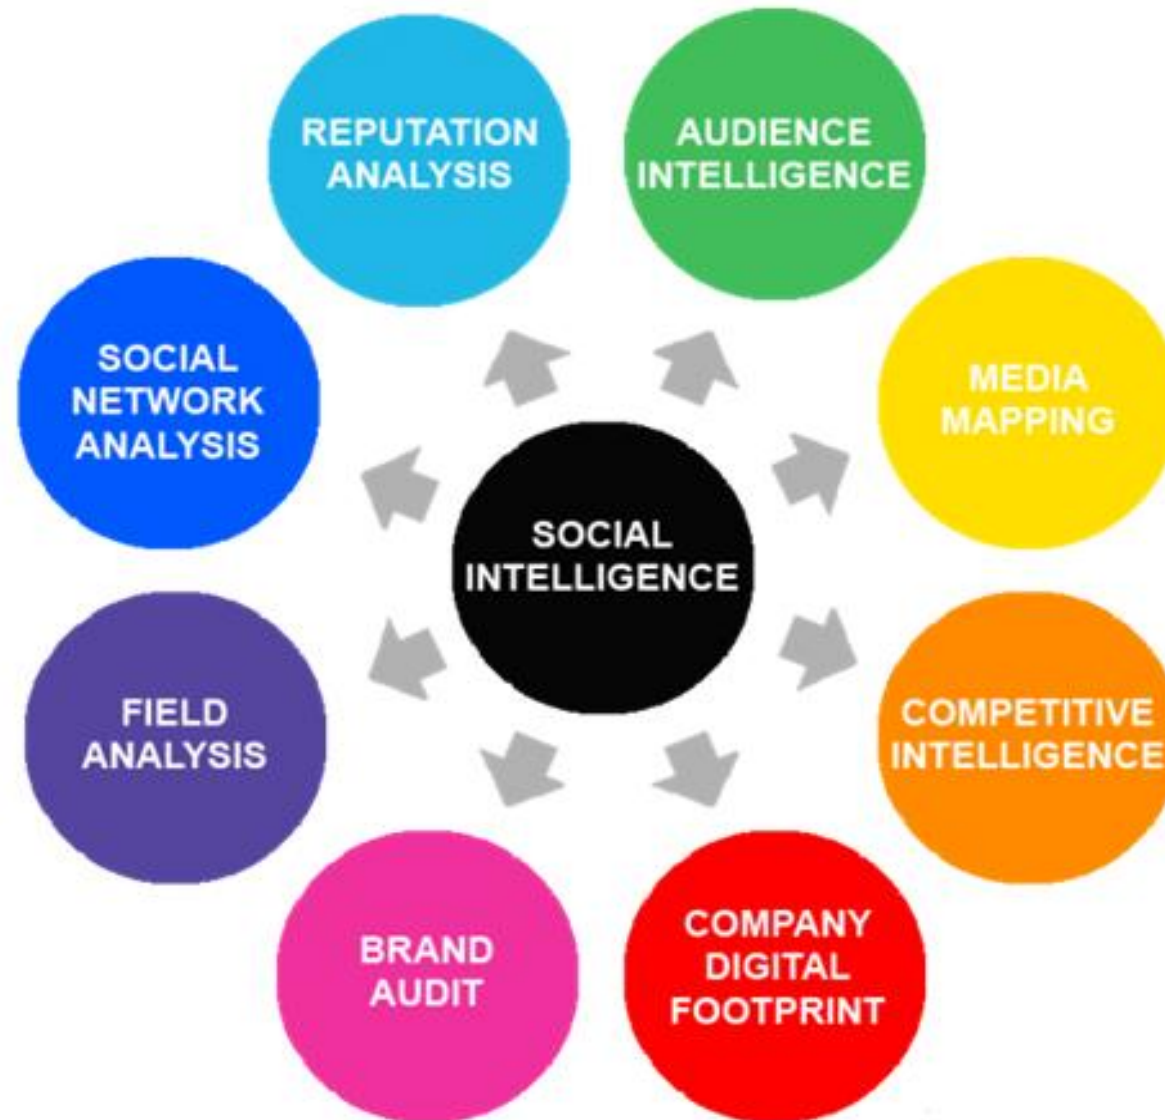 REPUTATION
ANALYSIS
AUDIENCE
INTELLIGENCE
SOCIAL
NETWORK
ANALYSIS
MEDIA
MAPPING
SOCIAL
INTELLIGENCE
FIELD
ANALYSIS
COMPETITIVE
INTELLIGENCE
BRAND
AUDIT
COMPANY
DIGITAL
FOOTPRINT